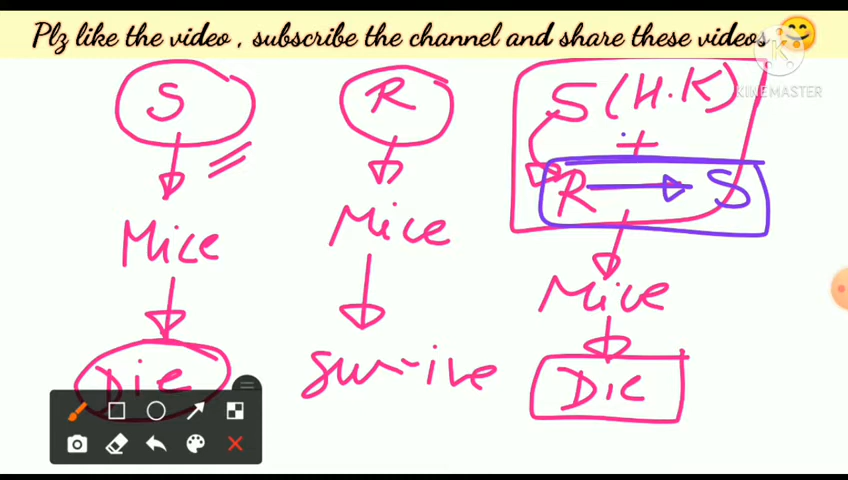 Plz like the video , subscribe the channel and share these videos 😊
KINEMASTER
S
Mice
Die
R
Mice
survive
S (H.K)
+
R → S
Mice
Die